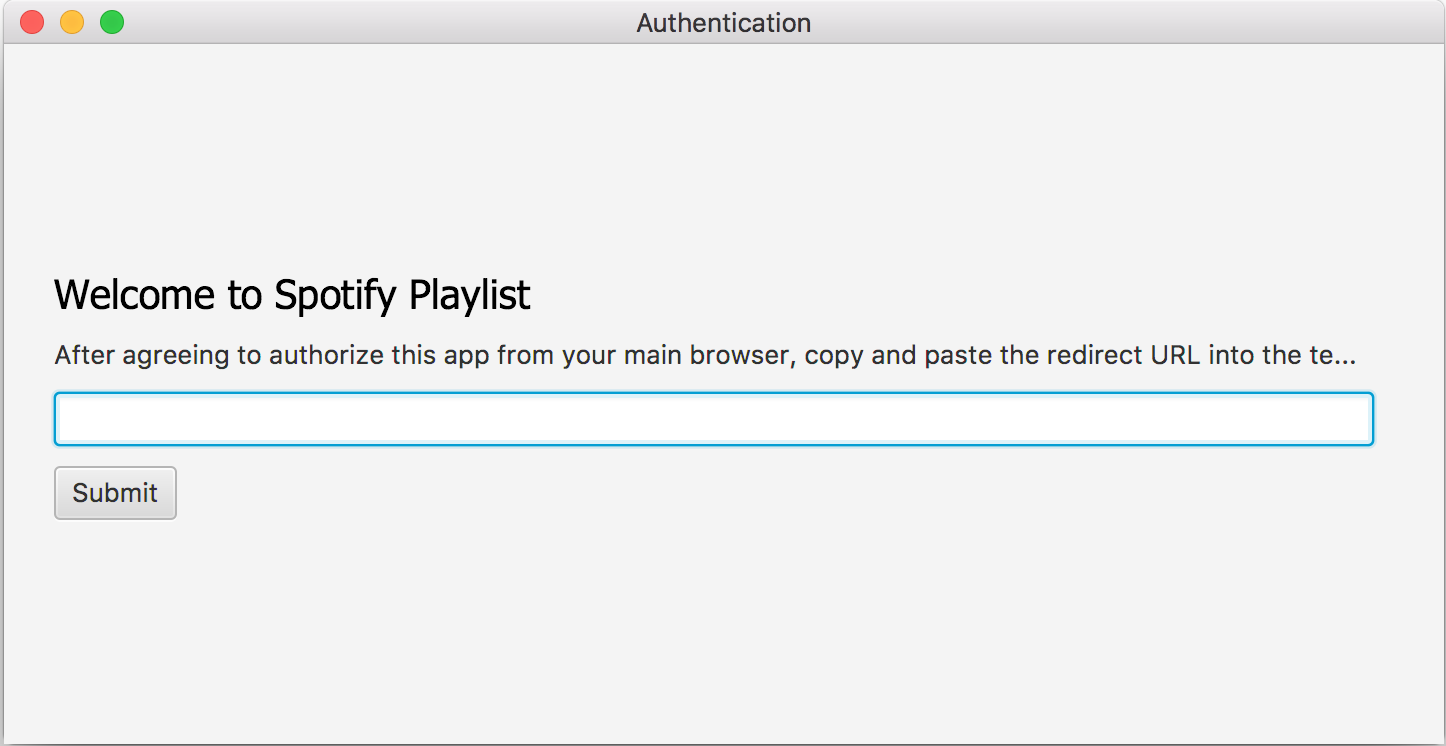 Authentication
Welcome to Spotify Playlist
After agreeing to authorize this app from your main browser, copy and paste the redirect URL into the te...
Submit